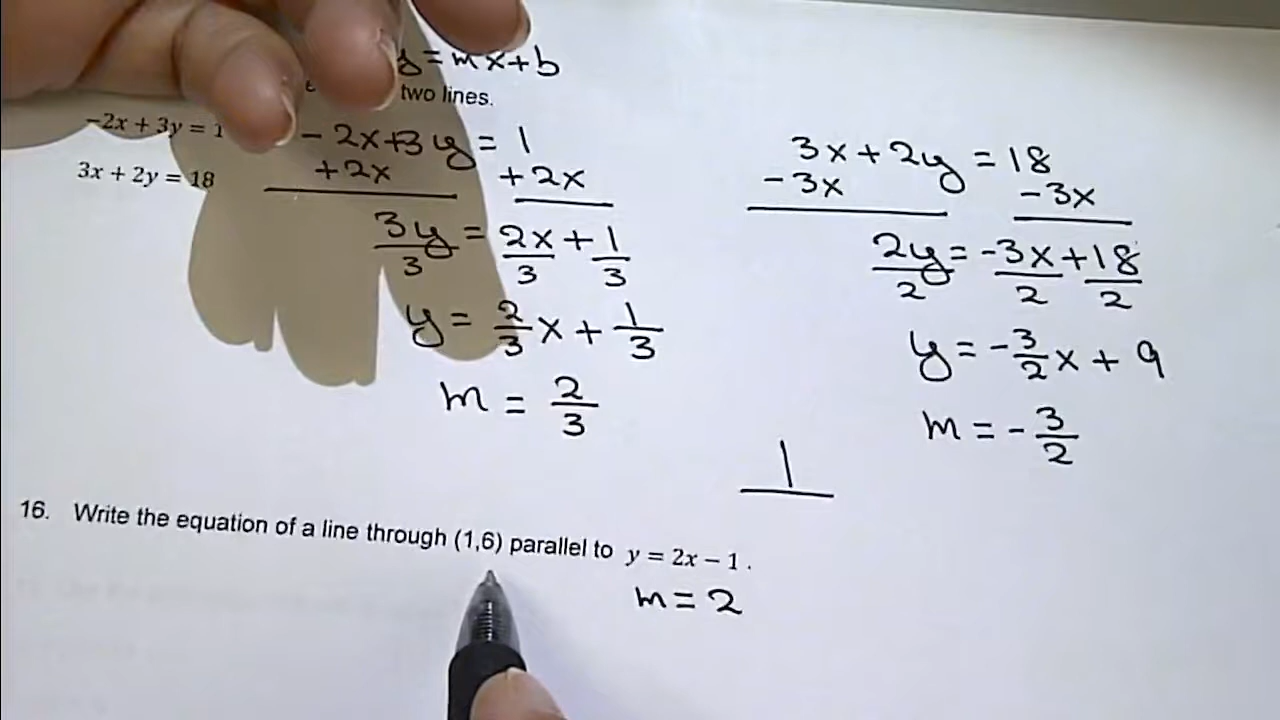 y = mx + b
two lines.
-2x + 3y = 1
3x + 2y = 18
- 2x + 3y = 1
+2x +2x
3y/3 = 2x/3 + 1/3
y = 2/3 x + 1/3
m = 2/3
3x + 2y = 18
-3x -3x
2y/2 = -3x/2 + 18/2
y = -3/2 x + 9
m = -3/2
16. Write the equation of a line through (1,6) parallel to y = 2x − 1 .
m = 2